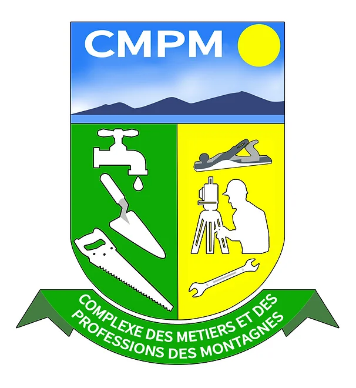 CMPM
COMPLEXE DES METIERS ET DES
PROFESSIONS DES MONTAGNES